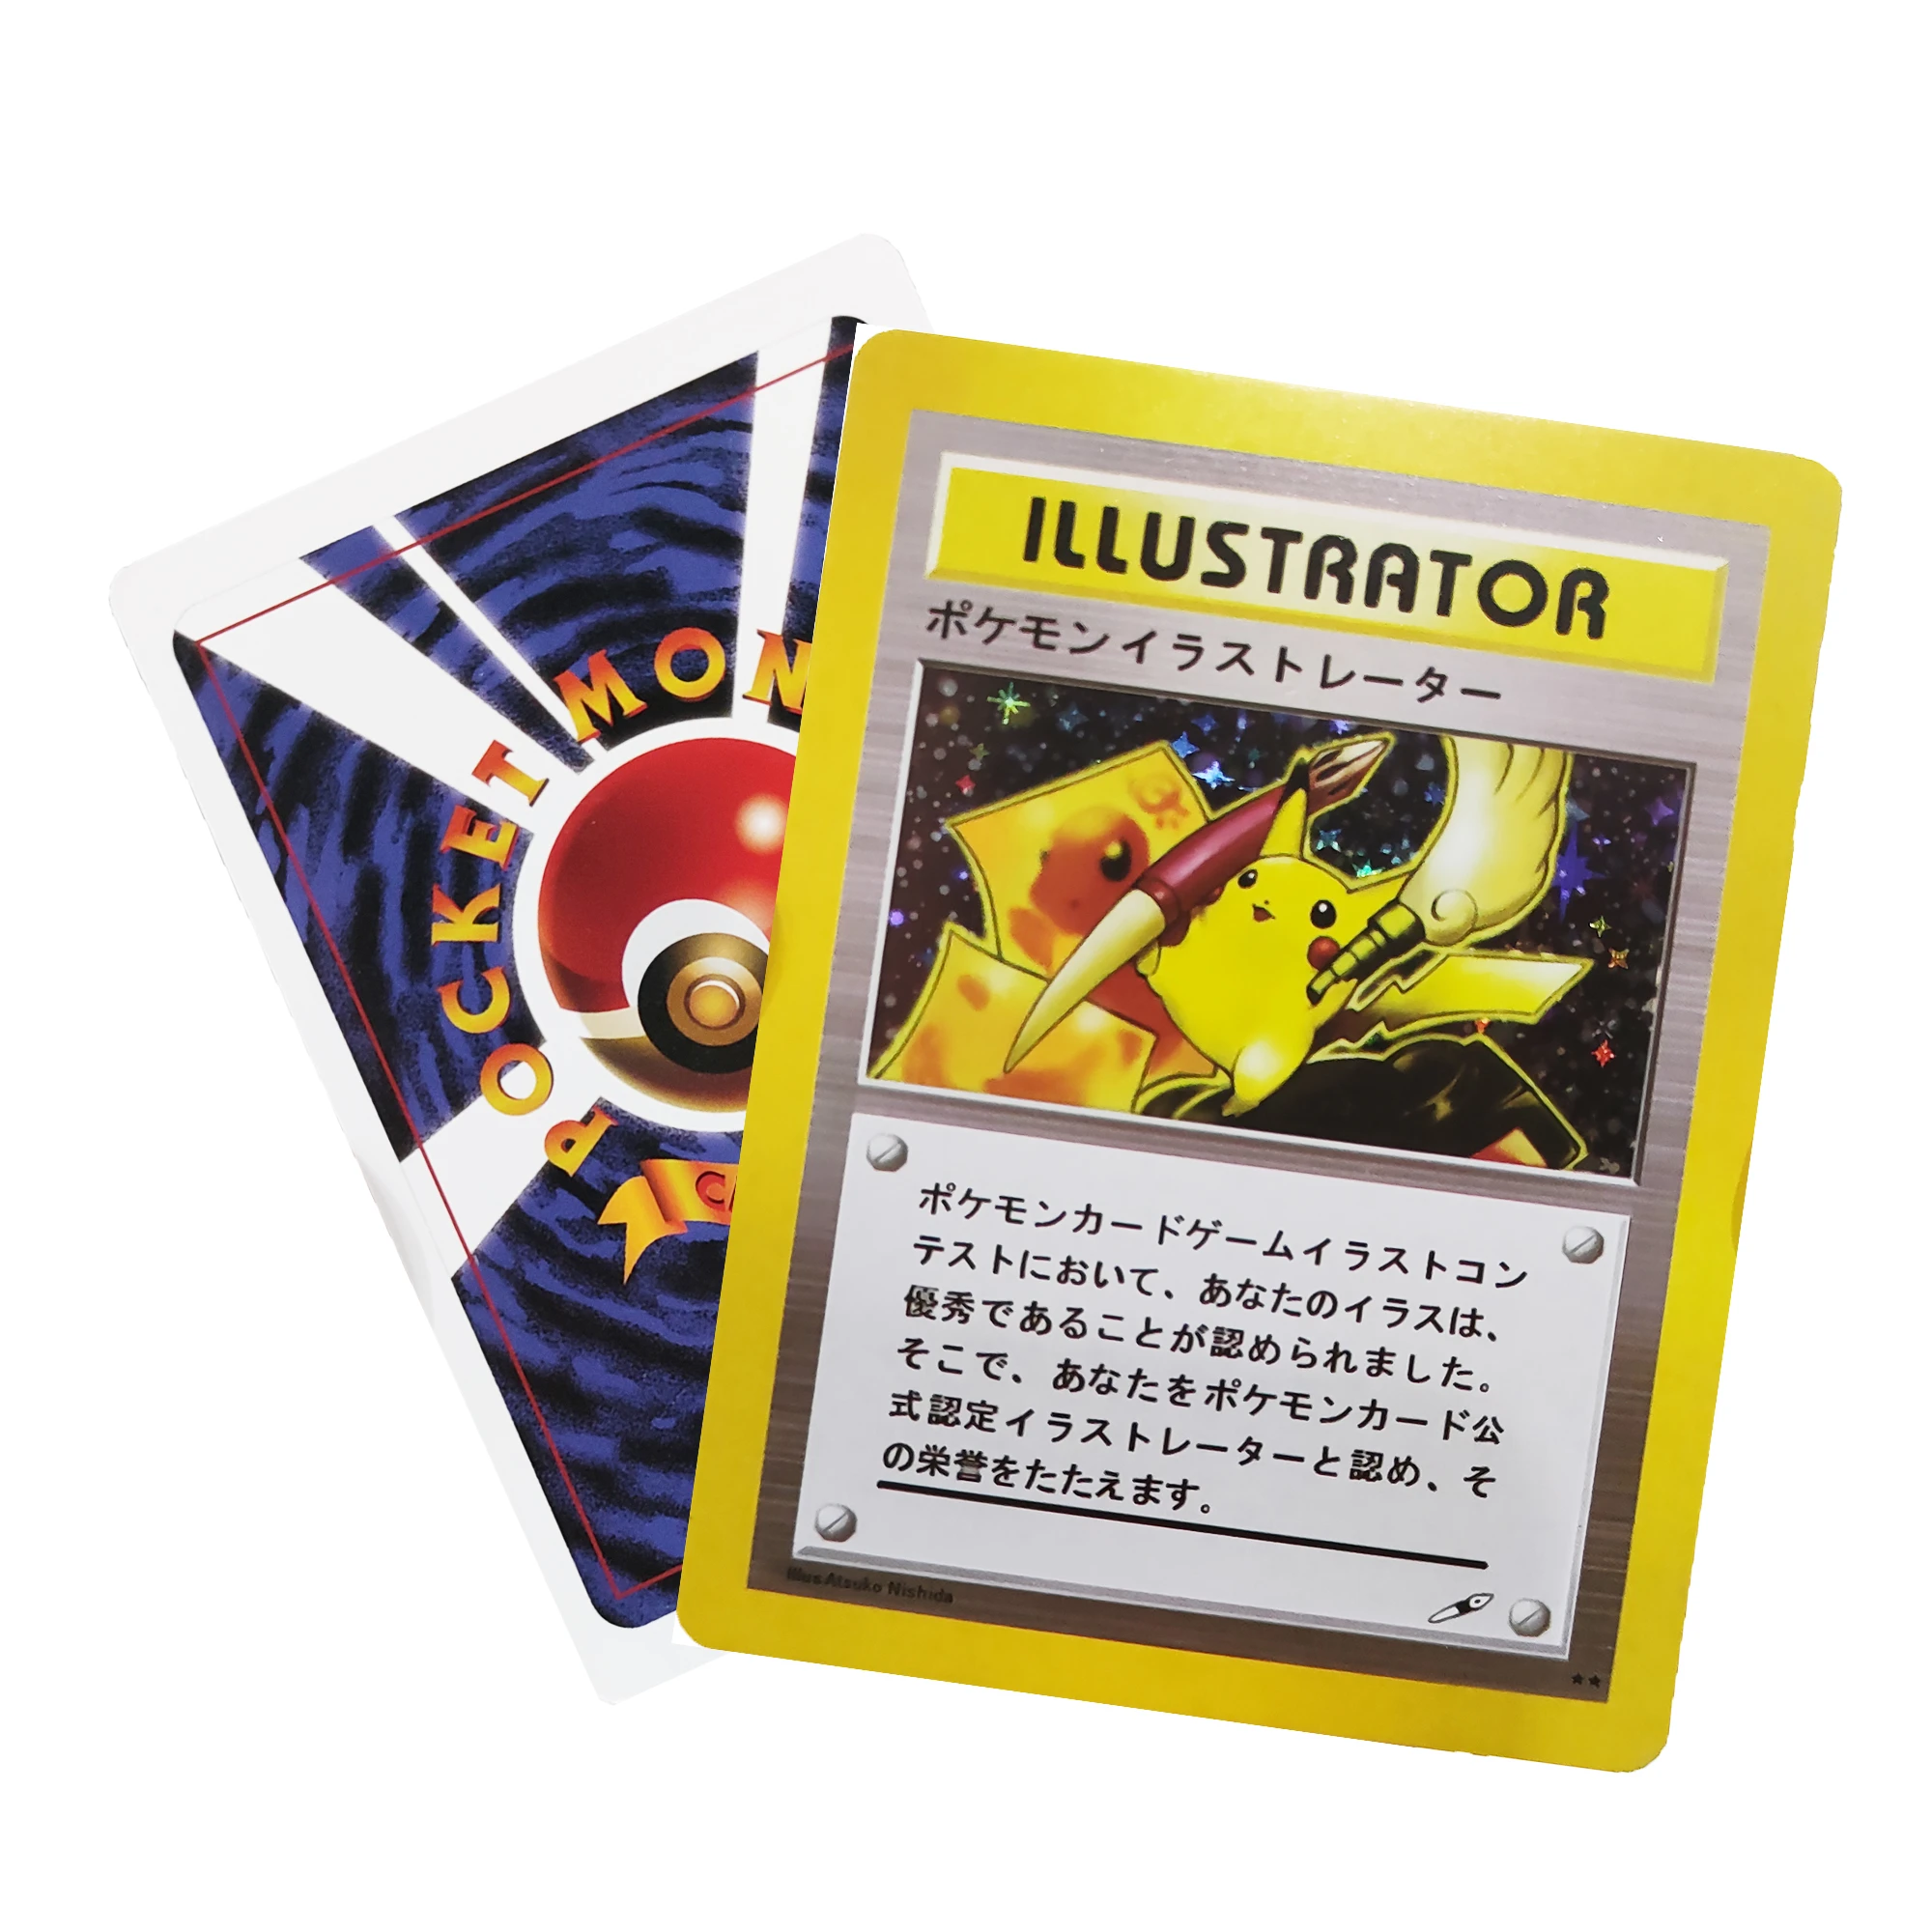 POCKET MON
C
ILLUSTRATOR
ポケモンイラストレーター
ポケモンカードゲームイラストコン
テストにおいて、あなたのイラスは、
優秀であることが認められました。
そこで、あなたをポケモンカード公
式認定イラストレーターと認め、そ
の栄誉をたたえます。
Illus.Atsuko Nishida
★★